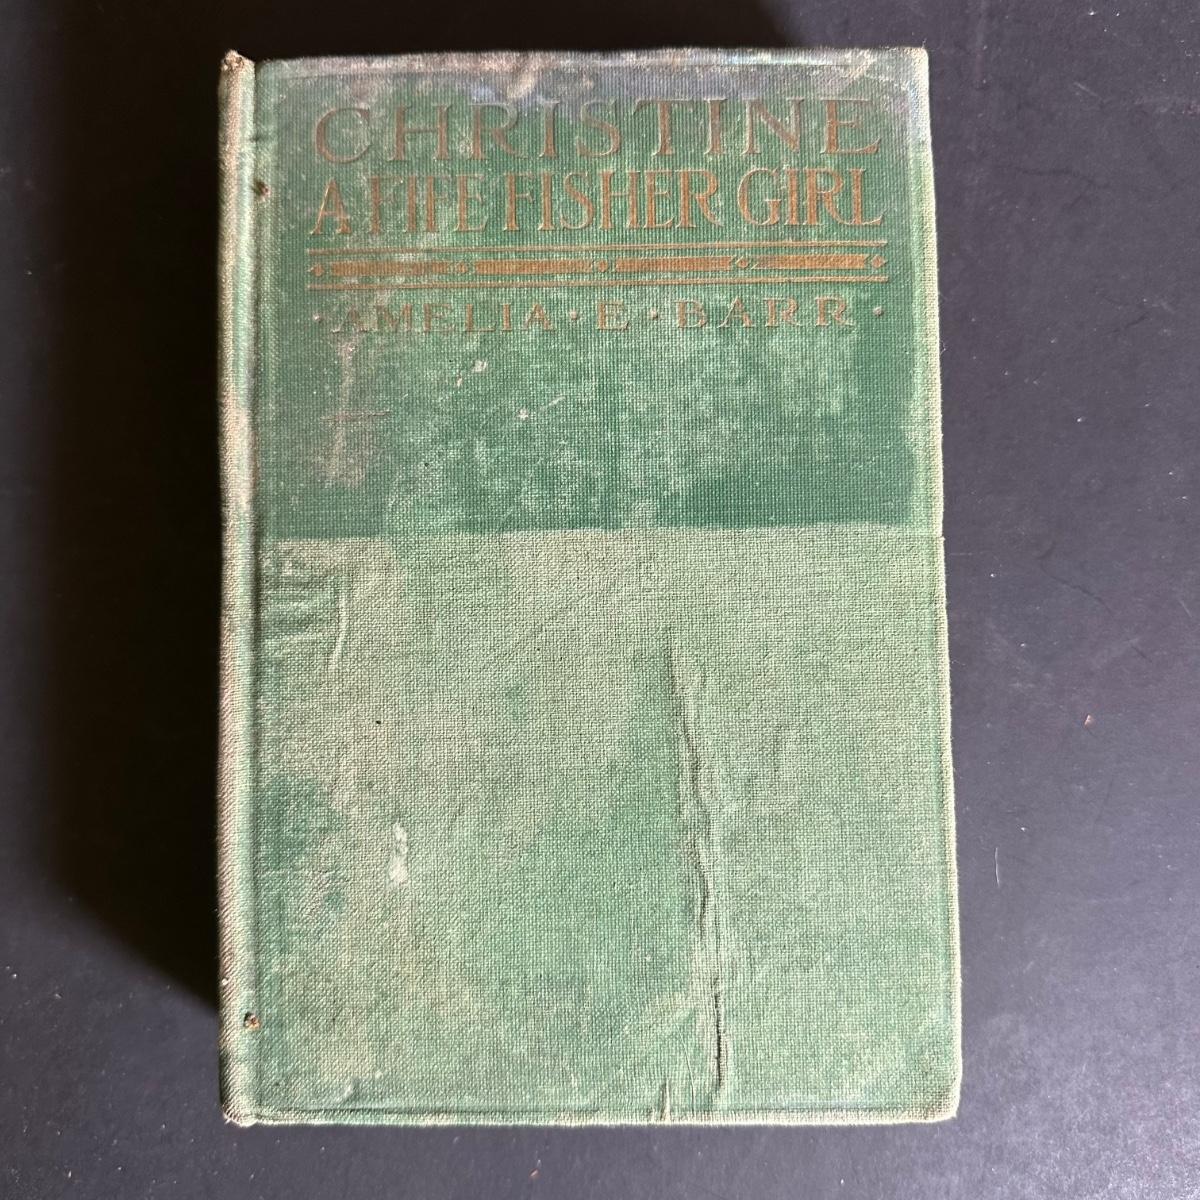 CHRISTINE
A FIFE FISHER GIRL
·AMELIA·E·BARR·